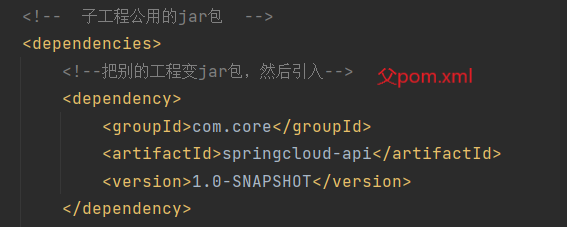 <!--  子工程公用的jar包  -->
<dependencies>
<!--把别的工程变jar包，然后引入-->
父pom.xml
<dependency>
<groupId>com.core</groupId>
<artifactId>springcloud-api</artifactId>
<version>1.0-SNAPSHOT</version>
</dependency>